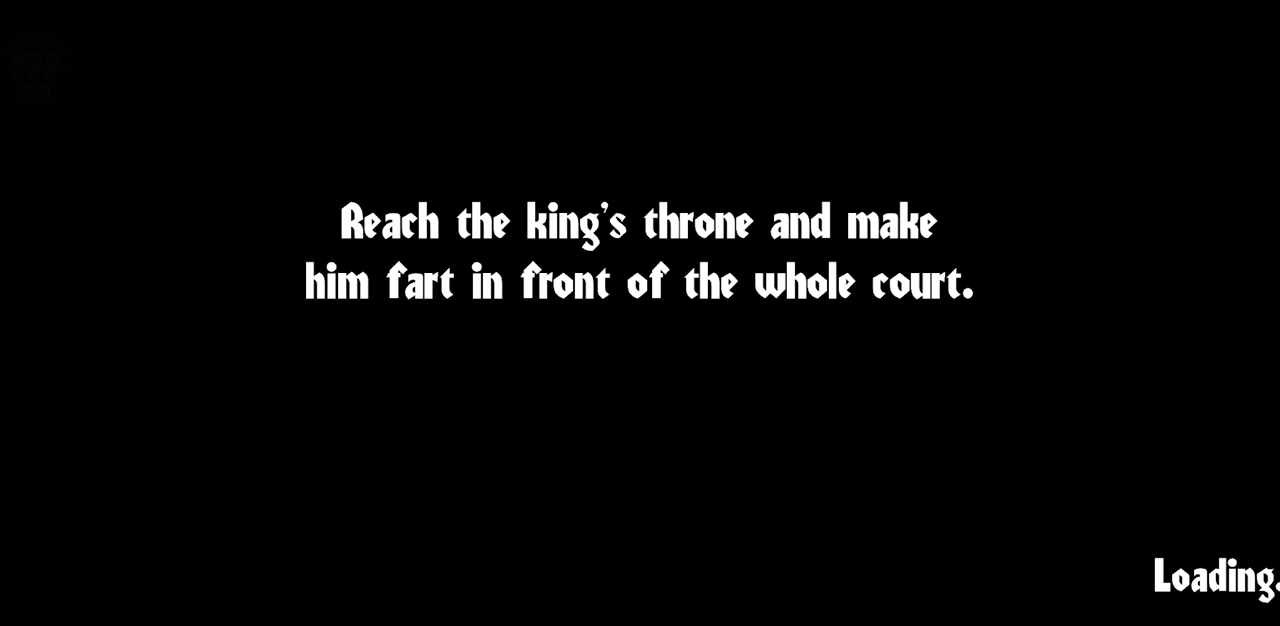 Reach the king's throne and make
him fart in front of the whole court.
Loading.